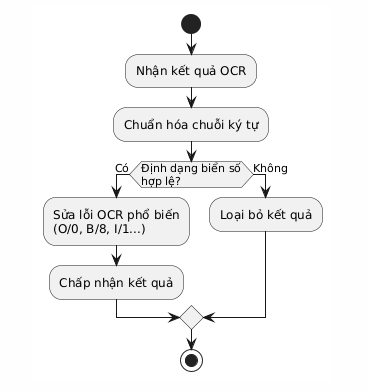 Nhận kết quả OCR
Chuẩn hóa chuỗi ký tự
Có
Định dạng biển số
hợp lệ?
Không
Sửa lỗi OCR phổ biến
(O/0, B/8, I/1...)
Loại bỏ kết quả
Chấp nhận kết quả